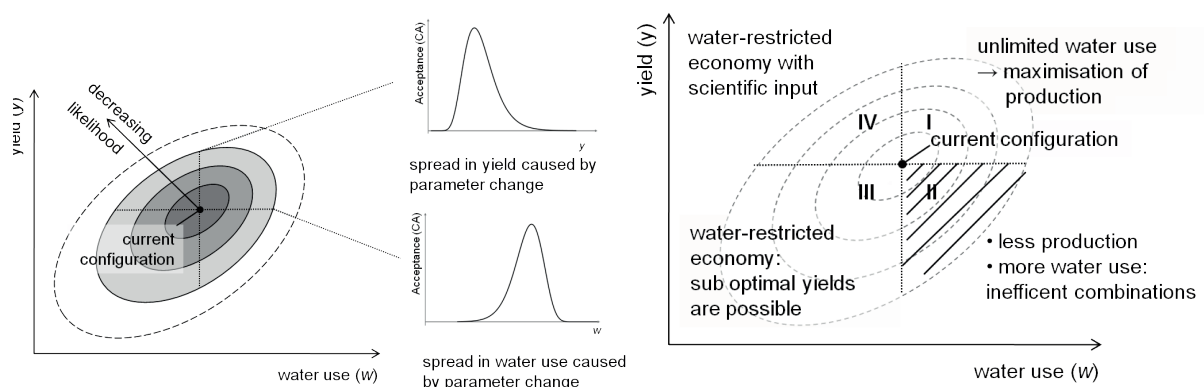 yield (y)
decreasing
likelihood
current
configuration
water use (w)
Acceptance (CA)
y
spread in yield caused by
parameter change
Acceptance (CA)
w
spread in water use caused
by parameter change
yield (y)
water-restricted
economy with
scientific input
unlimited water use
→ maximisation of
production
IV
I
current configuration
III
II
water-restricted
economy:
sub optimal yields
are possible
• less production
• more water use:
inefficent combinations
water use (w)